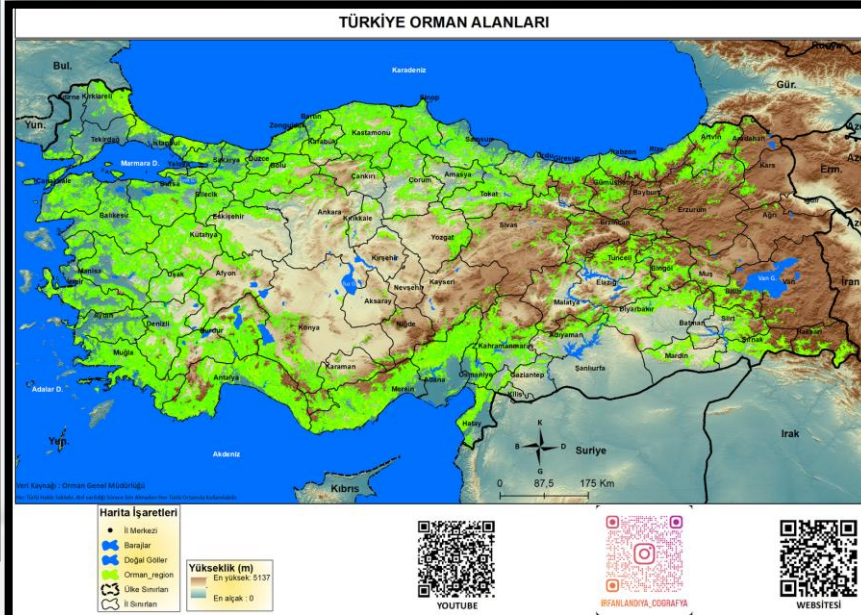 TÜRKİYE ORMAN ALANLARI
Bul.
Karadeniz
Rusya
Gür.
Edirne
Kırklareli
Yun.
Tekirdağ
İstanbul
Marmara D.
Yalova
Sakarya
Düzce
Bolu
Zonguldak
Bartın
Karabük
Kastamonu
Sinop
Samsun
Ordu
Giresun
Trabzon
Rize
Artvin
Ardahan
Kars
Erm.
Çanakkale
Bursa
Bilecik
Çankırı
Çorum
Amasya
Tokat
Gümüşhane
Bayburt
Erzurum
Ağrı
Balıkesir
Eskişehir
Kütahya
Ankara
Kırıkkale
Yozgat
Sivas
Erzincan
Tunceli
Bingöl
Muş
Van G.
Van
İran
Manisa
İzmir
Uşak
Afyon
Kırşehir
Nevşehir
Kayseri
Aksaray
Malatya
Elazığ
Bitlis
Aydın
Denizli
Burdur
Konya
Niğde
Kahramanmaraş
Adıyaman
Diyarbakır
Batman
Siirt
Şırnak
Hakkari
Muğla
Antalya
Karaman
Mersin
Adana
Osmaniye
Gaziantep
Şanlıurfa
Mardin
Kilis
Hatay
Adalar D.
Yun.
Akdeniz
Kıbrıs
Suriye
Irak
K
B
D
G
0 87,5 175 Km
Veri Kaynağı : Orman Genel Müdürlüğü
Harita İşaretleri
İl Merkezi
Barajlar
Doğal Göller
Orman_region
Ülke Sınırları
İl Sınırları
Yükseklik (m)
En yüksek: 5137
En alçak : 0
YOUTUBE
IRFANLANDIYA_COGRAFYA
WEBSİTESİ